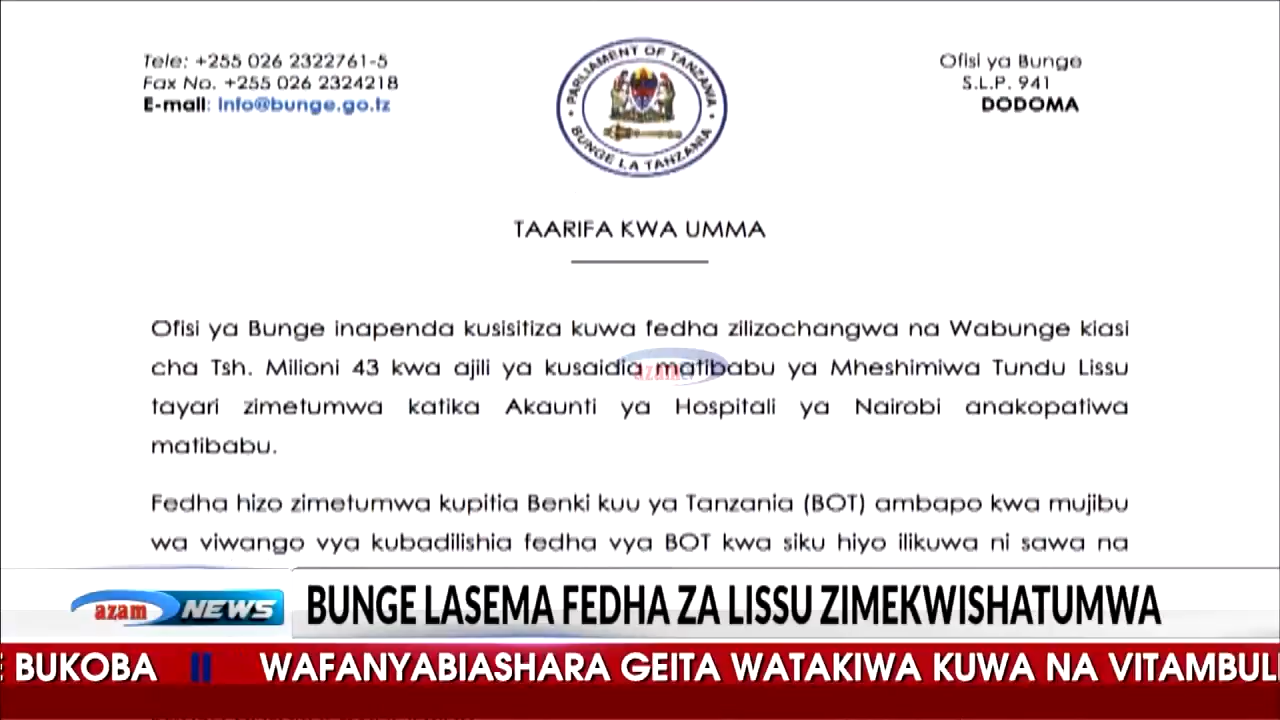 Tele: +255 026 2322761-5
Fax No. +255 026 2324218
E-mail: info@bunge.go.tz
PARLIAMENT OF TANZANIA
BUNGE LA TANZANIA
Ofisi ya Bunge
S.L.P. 941
DODOMA
TAARIFA KWA UMMA
Ofisi ya Bunge inapenda kusisitiza kuwa fedha zilizochangwa na Wabunge kiasi
cha Tsh. Milioni 43 kwa ajili ya kusaidia matibabu ya Mheshimiwa Tundu Lissu
tayari zimetumwa katika Akaunti ya Hospitali ya Nairobi anakopatiwa
matibabu.
Fedha hizo zimetumwa kupitia Benki kuu ya Tanzania (BOT) ambapo kwa mujibu
wa viwango vya kubadilishia fedha vya BOT kwa siku hiyo ilikuwa ni sawa na
azam
azam NEWS
BUNGE LASEMA FEDHA ZA LISSU ZIMEKWISHATUMWA
E BUKOBA || WAFANYABIASHARA GEITA WATAKIWA KUWA NA VITAMBULI